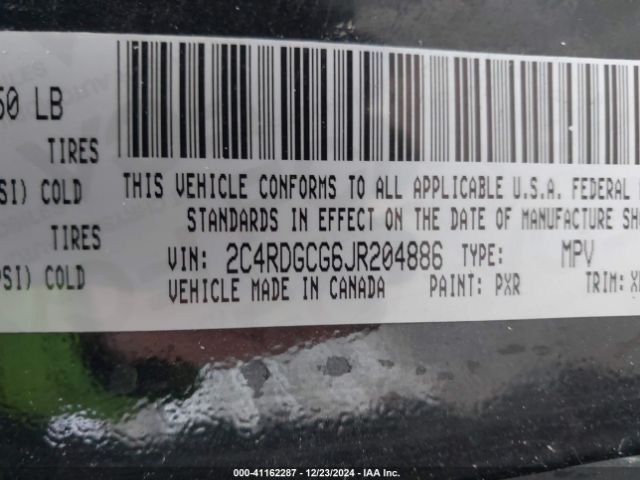 50 LB
TIRES
SI) COLD
TIRES
PSI) COLD
THIS VEHICLE CONFORMS TO ALL APPLICABLE U.S.A. FEDERAL
STANDARDS IN EFFECT ON THE DATE OF MANUFACTURE SH
VIN: 2C4RDGCG6JR204886 TYPE: MPV
VEHICLE MADE IN CANADA PAINT: PXR TRIM: X
000-41162287 - 12/23/2024 - IAA Inc.